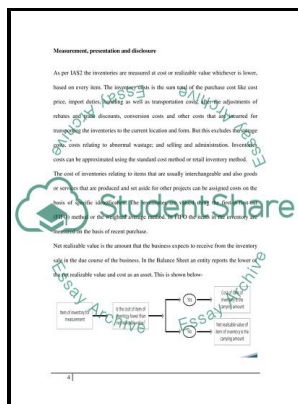 Measurement, presentation and disclosure
As per IAS2 the inventories are measured at cost or realizable value whichever is lower,
based on every item. The inventory costs is the sum total of the purchase cost like cost
price, import duties, handling as well as transportation costs after the adjustments of
rebates and trade discounts, conversion costs and other costs that are incurred for
transporting the inventories to the current location and form. But this excludes the storage
costs, costs relating to abnormal wastage; and selling and administration. Inventories
costs can be approximated using the standard cost method or retail inventory method.
The cost of inventories relating to items that are usually interchangeable and also goods
or services that are produced and set aside for other projects can be assigned costs on the
basis of specific identification. The
(FIFO) method or the weighted average method. In FIFO the items in the inventory are
measured on the basis of recent purchase.
Net realizable value is the amount that the business expects to receive from the inventory
sale in the due course of the business. In the Balance Sheet an entity reports the lower of
the net realizable value and cost as an asset. This is shown below-
Item of inventory for measurement
Is the cost of item of inventory lower than
Yes
Cost of item of inventory is the carrying amount
No
Net realizable value of item of inventory is the carrying amount
4|
SlideShare
Essay Archive
Essay Archive
Essay Archive
Essay Archive